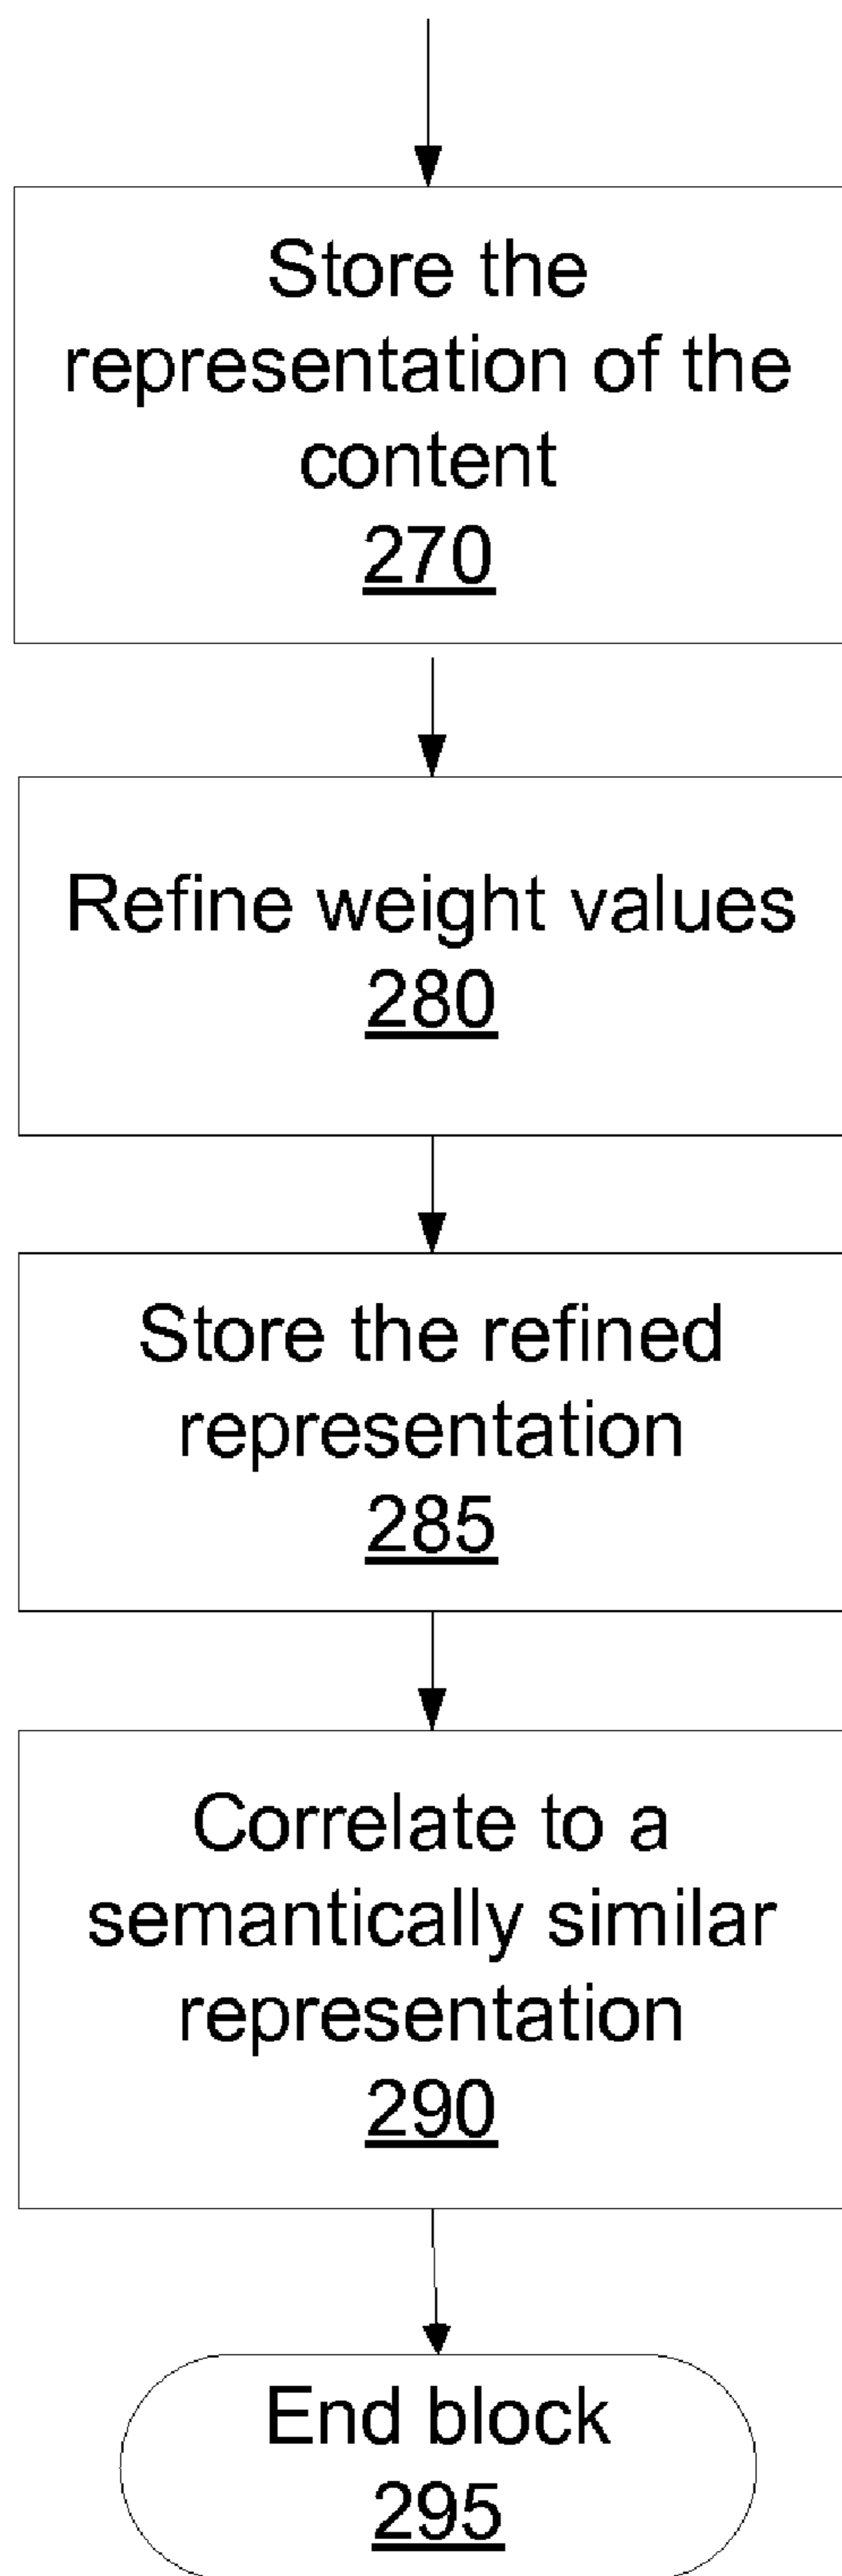 Store the
representation of the
content
270
Refine weight values
280
Store the refined
representation
285
Correlate to a
semantically similar
representation
290
End block
295